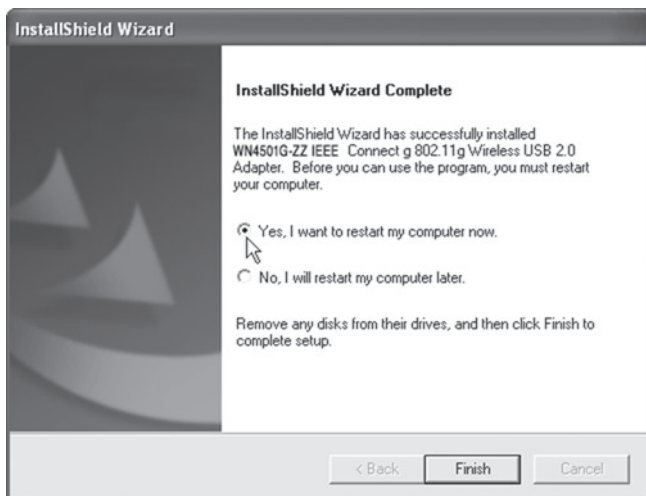 InstallShield Wizard
InstallShield Wizard Complete
The InstallShield Wizard has successfully installed
WN4501G-ZZ IEEE Connect g 802.11g Wireless USB 2.0
Adapter. Before you can use the program, you must restart
your computer.
Yes, I want to restart my computer now.
No, I will restart my computer later.
Remove any disks from their drives, and then click Finish to
complete setup.
< Back Finish Cancel